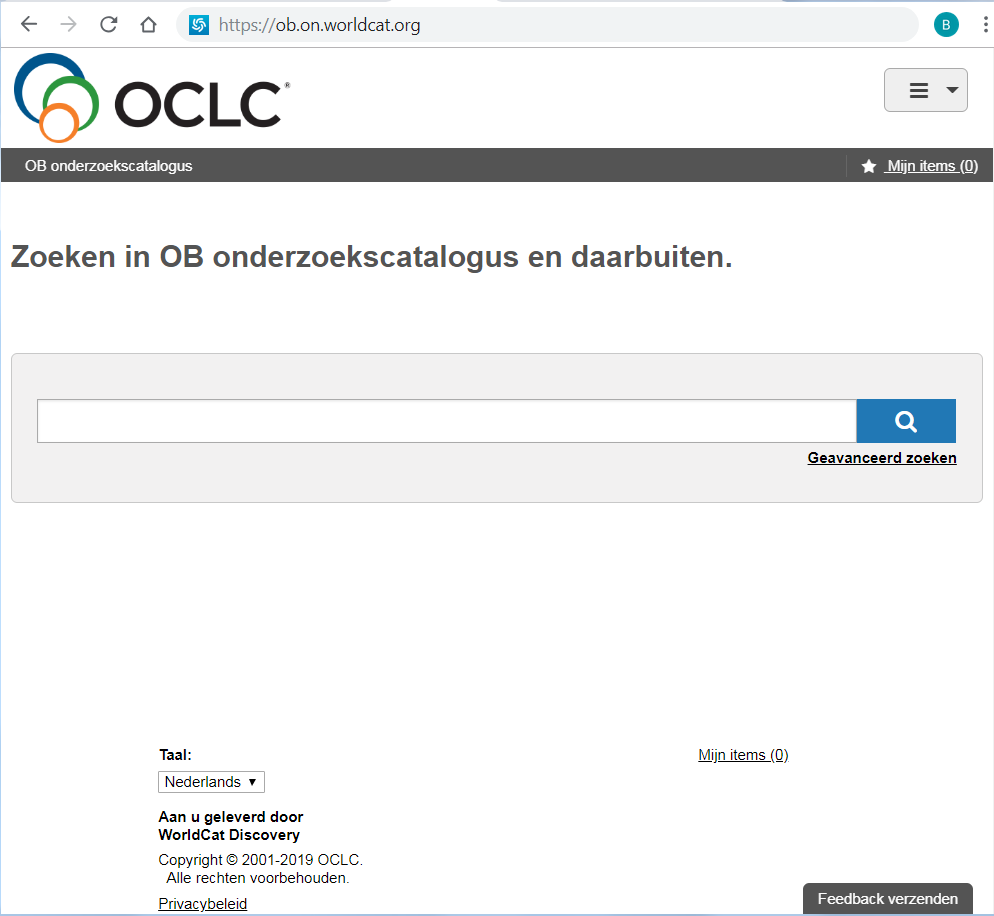 https://ob.on.worldcat.org
B
OCLC®
OB onderzoekscatalogus
Mijn items (0)
Zoeken in OB onderzoekscatalogus en daarbuiten.
Geavanceerd zoeken
Taal:
Mijn items (0)
Nederlands
Aan u geleverd door
WorldCat Discovery
Copyright © 2001-2019 OCLC.
Alle rechten voorbehouden.
Privacybeleid
Feedback verzenden